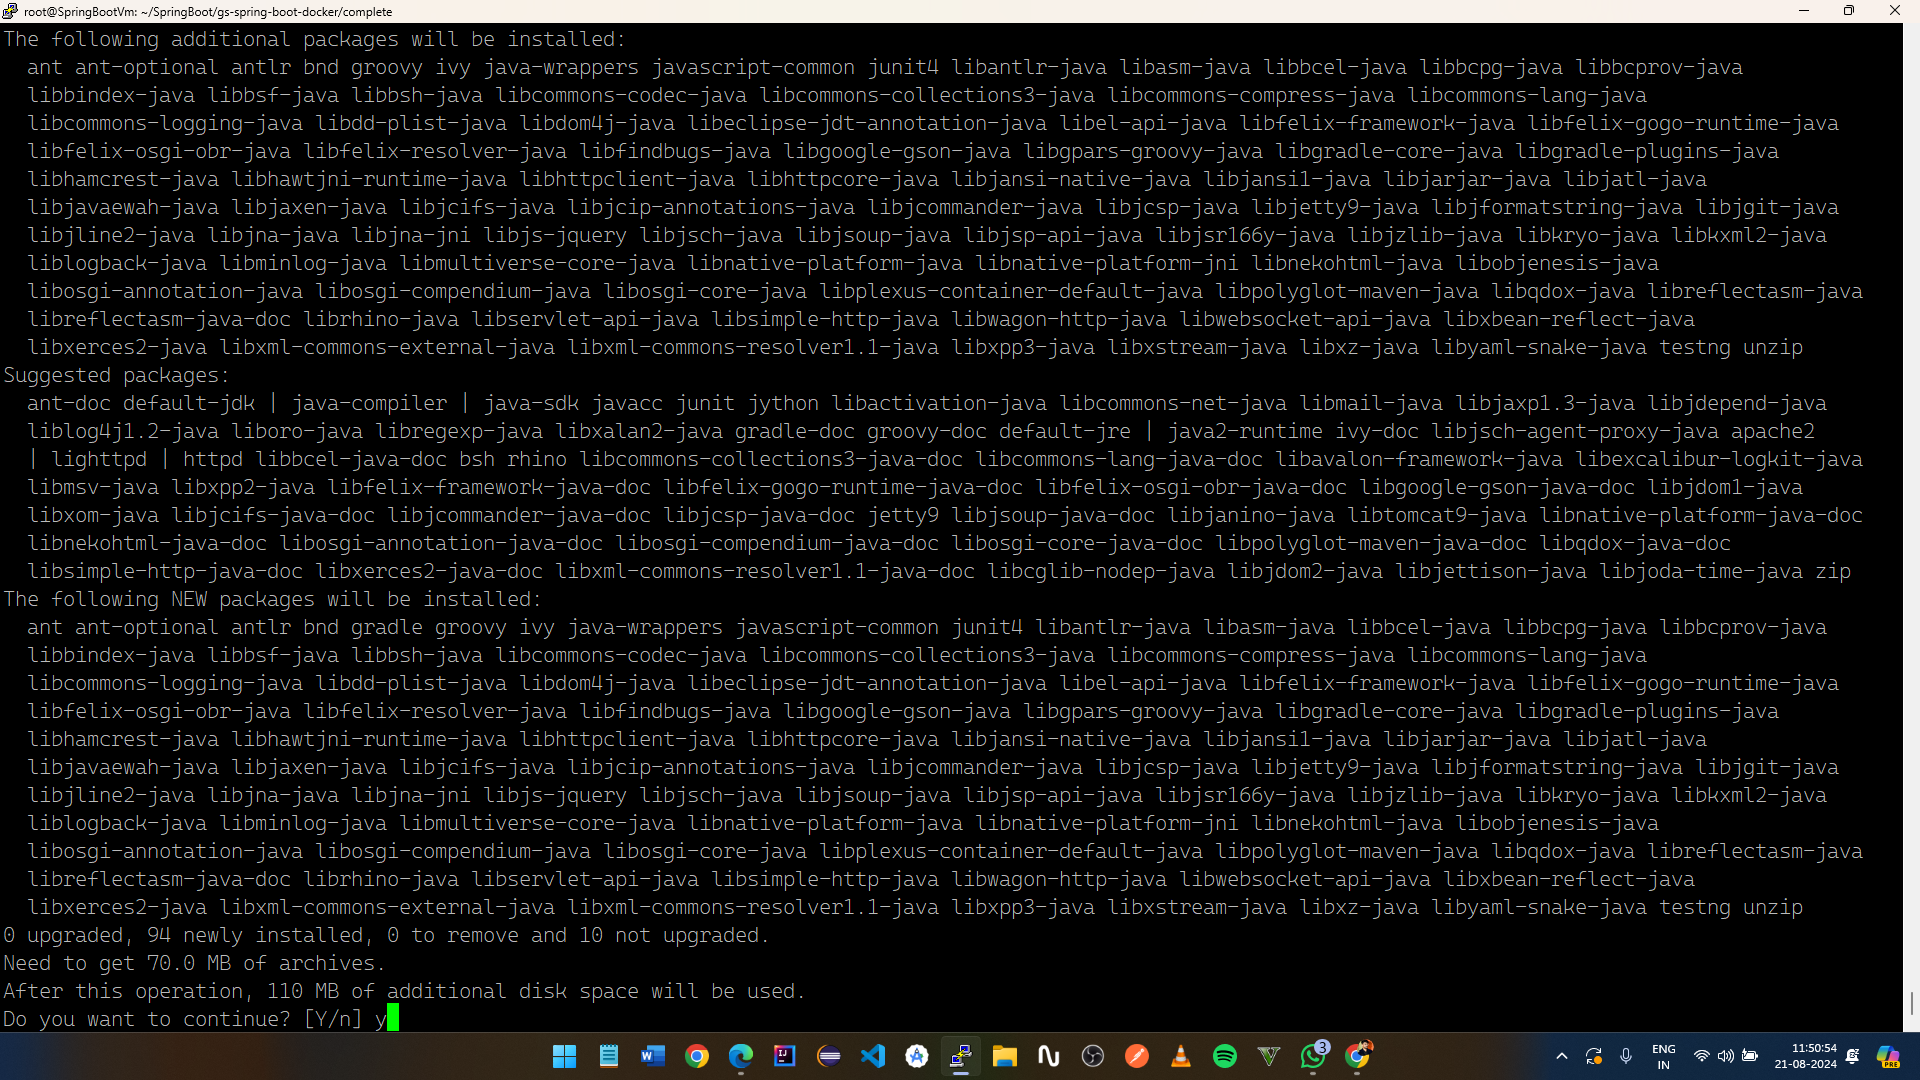 root@SpringBootVm: ~/SpringBoot/gs-spring-boot-docker/complete
The following additional packages will be installed:
ant ant-optional antlr bnd groovy ivy java-wrappers javascript-common junit4 libantlr-java libasm-java libbcel-java libbcpg-java libbcprov-java
libbindex-java libbsf-java libbsh-java libcommons-codec-java libcommons-collections3-java libcommons-compress-java libcommons-lang-java
libcommons-logging-java libdd-plist-java libdom4j-java libeclipse-jdt-annotation-java libel-api-java libfelix-framework-java libfelix-gogo-runtime-java
libfelix-osgi-obr-java libfelix-resolver-java libfindbugs-java libgoogle-gson-java libgpars-groovy-java libgradle-core-java libgradle-plugins-java
libhamcrest-java libhawtjni-runtime-java libhttpclient-java libhttpcore-java libjansi-native-java libjansi1-java libjarjar-java libjatl-java
libjavaewah-java libjaxen-java libjcifs-java libjcip-annotations-java libjcommander-java libjcsp-java libjetty9-java libjformatstring-java libjgit-java
libjline2-java libjna-java libjna-jni libjs-jquery libjsch-java libjsoup-java libjsp-api-java libjsr166y-java libjzlib-java libkryo-java libkxml2-java
liblogback-java libminlog-java libmultiverse-core-java libnative-platform-java libnative-platform-jni libnekohtml-java libobjenesis-java
libosgi-annotation-java libosgi-compendium-java libosgi-core-java libplexus-container-default-java libpolyglot-maven-java libqdox-java libreflectasm-java
libreflectasm-java-doc librhino-java libservlet-api-java libsimple-http-java libwagon-http-java libwebsocket-api-java libxbean-reflect-java
libxerces2-java libxml-commons-external-java libxml-commons-resolver1.1-java libxpp3-java libxstream-java libxz-java libyaml-snake-java testng unzip
Suggested packages:
ant-doc default-jdk | java-compiler | java-sdk javacc junit jython libactivation-java libcommons-net-java libmail-java libjaxp1.3-java libjdepend-java
liblog4j1.2-java liboro-java libregexp-java libxalan2-java gradle-doc groovy-doc default-jre | java2-runtime ivy-doc libjsch-agent-proxy-java apache2
| lighttpd | httpd libbcel-java-doc bsh rhino libcommons-collections3-java-doc libcommons-lang-java-doc libavalon-framework-java libexcalibur-logkit-java
libmsv-java libxpp2-java libfelix-framework-java-doc libfelix-gogo-runtime-java-doc libfelix-osgi-obr-java-doc libgoogle-gson-java-doc libjdom1-java
libxom-java libjcifs-java-doc libjcommander-java-doc libjcsp-java-doc jetty9 libjsoup-java-doc libjanino-java libtomcat9-java libnative-platform-java-doc
libnekohtml-java-doc libosgi-annotation-java-doc libosgi-compendium-java-doc libosgi-core-java-doc libpolyglot-maven-java-doc libqdox-java-doc
libsimple-http-java-doc libxerces2-java-doc libxml-commons-resolver1.1-java-doc libcglib-nodep-java libjdom2-java libjettison-java libjoda-time-java zip
The following NEW packages will be installed:
ant ant-optional antlr bnd gradle groovy ivy java-wrappers javascript-common junit4 libantlr-java libasm-java libbcel-java libbcpg-java libbcprov-java
libbindex-java libbsf-java libbsh-java libcommons-codec-java libcommons-collections3-java libcommons-compress-java libcommons-lang-java
libcommons-logging-java libdd-plist-java libdom4j-java libeclipse-jdt-annotation-java libel-api-java libfelix-framework-java libfelix-gogo-runtime-java
libfelix-osgi-obr-java libfelix-resolver-java libfindbugs-java libgoogle-gson-java libgpars-groovy-java libgradle-core-java libgradle-plugins-java
libhamcrest-java libhawtjni-runtime-java libhttpclient-java libhttpcore-java libjansi-native-java libjansi1-java libjarjar-java libjatl-java
libjavaewah-java libjaxen-java libjcifs-java libjcip-annotations-java libjcommander-java libjcsp-java libjetty9-java libjformatstring-java libjgit-java
libjline2-java libjna-java libjna-jni libjs-jquery libjsch-java libjsoup-java libjsp-api-java libjsr166y-java libjzlib-java libkryo-java libkxml2-java
liblogback-java libminlog-java libmultiverse-core-java libnative-platform-java libnative-platform-jni libnekohtml-java libobjenesis-java
libosgi-annotation-java libosgi-compendium-java libosgi-core-java libplexus-container-default-java libpolyglot-maven-java libqdox-java libreflectasm-java
libreflectasm-java-doc librhino-java libservlet-api-java libsimple-http-java libwagon-http-java libwebsocket-api-java libxbean-reflect-java
libxerces2-java libxml-commons-external-java libxml-commons-resolver1.1-java libxpp3-java libxstream-java libxz-java libyaml-snake-java testng unzip
0 upgraded, 94 newly installed, 0 to remove and 10 not upgraded.
Need to get 70.0 MB of archives.
After this operation, 110 MB of additional disk space will be used.
Do you want to continue? [Y/n] y
3
ENG
IN
11:50:54
21-08-2024
PRE